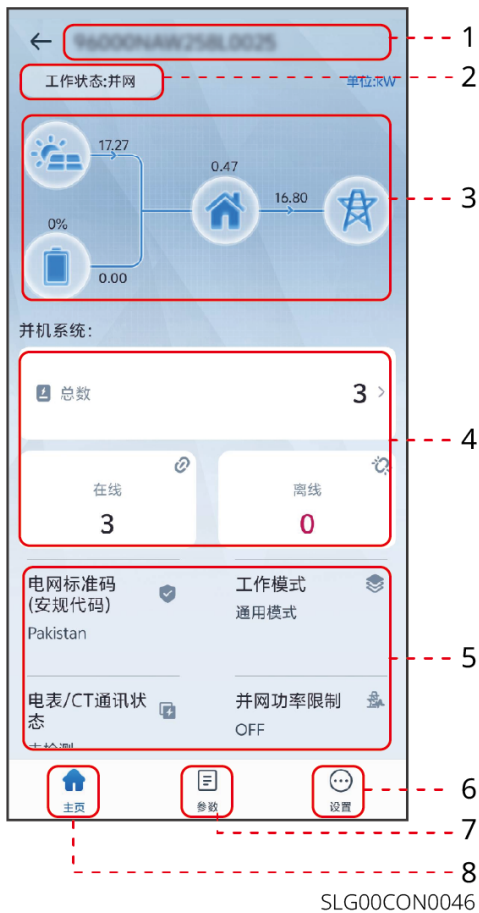 1
工作状态:并网
2
单位:kW
17.27
0.47
16.80
3
0%
0.00
并机系统:
总数
3
4
在线
离线
3
0
电网标准码
(安规代码)
工作模式
Pakistan
通用模式
5
电表/CT通讯状
态
并网功率限制
OFF
未检测
主页
参数
设置
6
7
8
SLG00CON0046